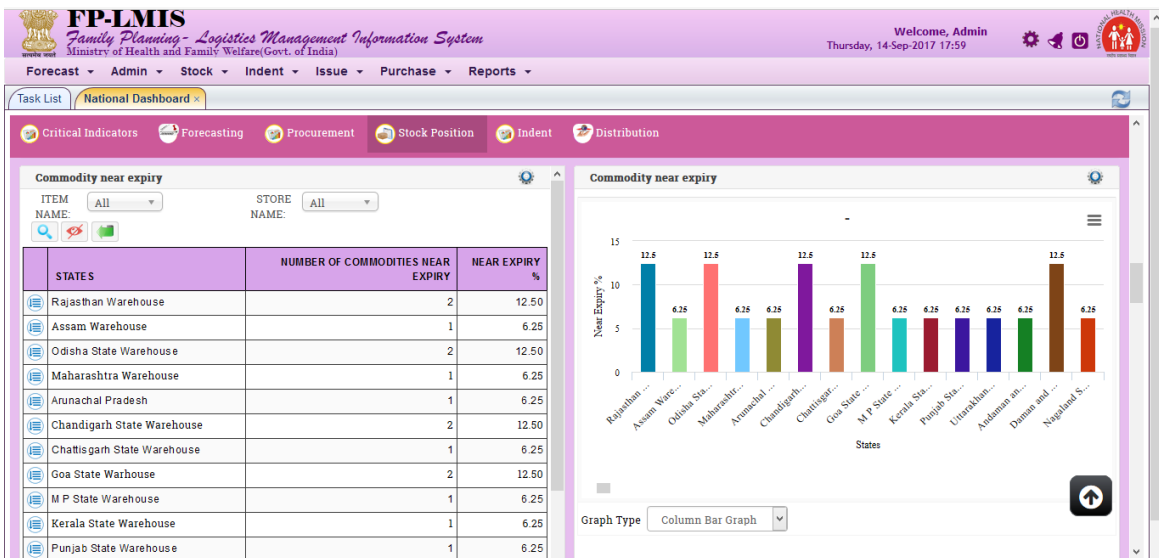 FP-LMIS
Family Planning - Logistics Management Information System
Ministry of Health and Family Welfare(Govt. of India)
सत्यमेव जयते
Welcome, Admin
Thursday, 14-Sep-2017 17:59
NATIONAL HEALTH MISSION
Forecast Admin Stock Indent Issue Purchase Reports
Task List National Dashboard ×
Critical Indicators Forecasting Procurement Stock Position Indent Distribution
Commodity near expiry
ITEM NAME: All STORE NAME: All
STATES NUMBER OF COMMODITIES NEAR EXPIRY NEAR EXPIRY %
Rajasthan Warehouse 2 12.50
Assam Warehouse 1 6.25
Odisha State Warehouse 2 12.50
Maharashtra Warehouse 1 6.25
Arunachal Pradesh 1 6.25
Chandigarh State Warehouse 2 12.50
Chattisgarh State Warehouse 1 6.25
Goa State Warhouse 2 12.50
M P State Warehouse 1 6.25
Kerala State Warehouse 1 6.25
Punjab State Warehouse 1 6.25
Commodity near expiry
-
Near Expiry %
15
10
5
0
12.5 6.25 12.5 6.25 6.25 12.5 6.25 12.5 6.25 6.25 6.25 6.25 6.25 12.5 6.25
Rajasthan ... Assam Ware... Odisha Sta... Maharashtr... Arunachal ... Chandigarh... Chattisgar... Goa State ... M P State ... Kerala Sta... Punjab Sta... Uttarakhan... Andaman an... Daman and ... Nagaland S...
States
Graph Type Column Bar Graph